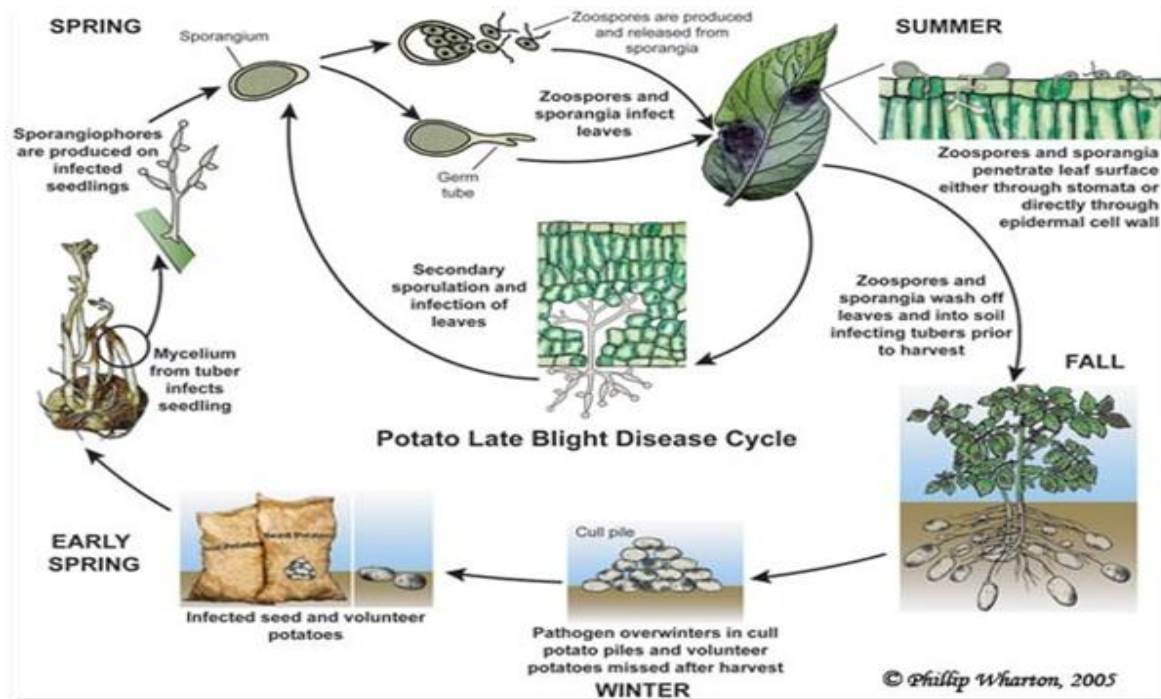 SPRING
Sporangium
Zoospores are produced
and released from
sporangia
SUMMER
Zoospores and
sporangia infect
leaves
Germ
tube
Sporangiophores
are produced on
infected
seedlings
Zoospores and sporangia
penetrate leaf surface
either through stomata or
directly through
epidermal cell wall
Secondary
sporulation and
infection of
leaves
Zoospores and
sporangia wash off
leaves and into soil
infecting tubers prior
to harvest
Mycelium
from tuber
infects
seedling
FALL
Potato Late Blight Disease Cycle
EARLY
SPRING
Potatoes
Seed Potatoes
Infected seed and volunteer
potatoes
Cull pile
Pathogen overwinters in cull
potato piles and volunteer
potatoes missed after harvest
WINTER
© Phillip Wharton, 2005